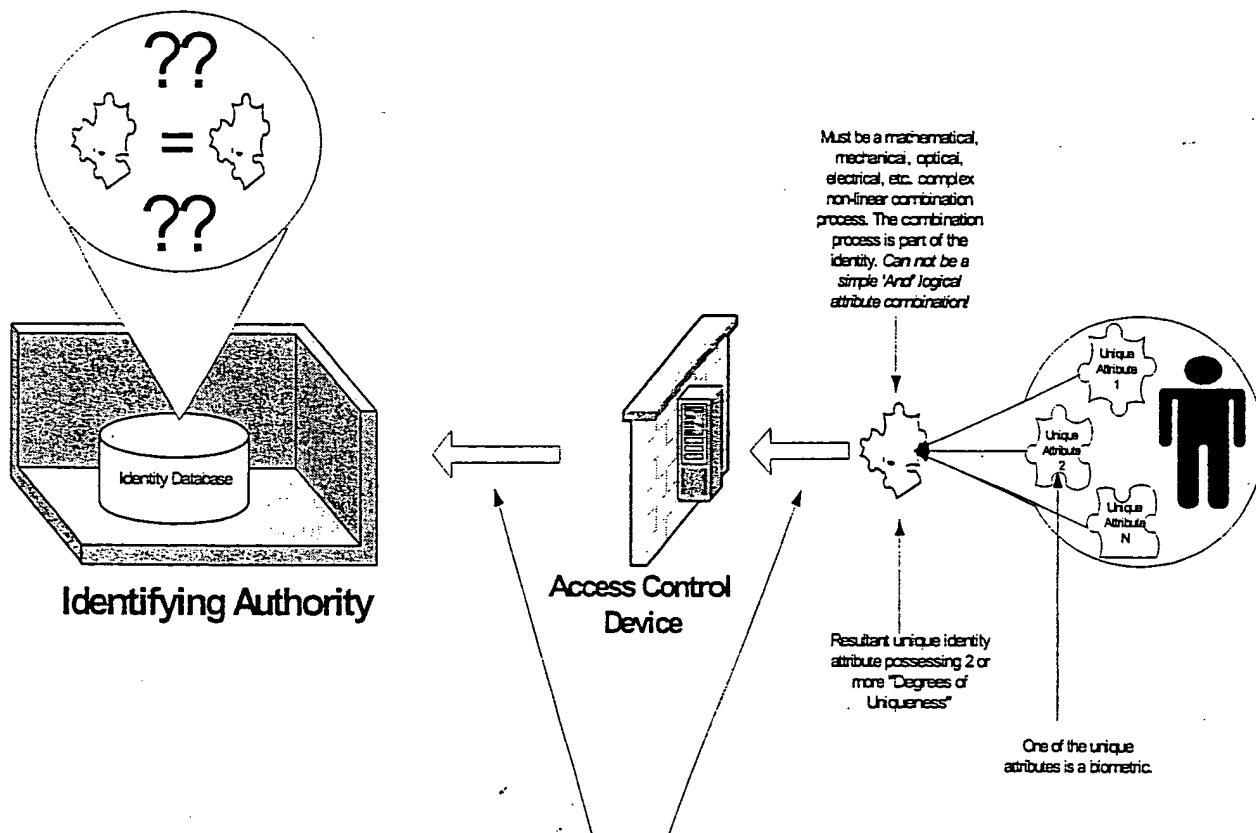 ??
=
??
Identity Database
Identifying Authority
Access Control
Device
Must be a mathematical,
mechanical, optical,
electrical, etc. complex
non-linear combination
process. The combination
process is part of the
identity. Can not be a
simple 'And' logical
attribute combination!
Resultant unique identity
attribute possessing 2 or
more "Degrees of
Uniqueness"
Unique
Attribute
1
Unique
Attribute
2
Unique
Attribute
N
One of the unique
attributes is a biometric.